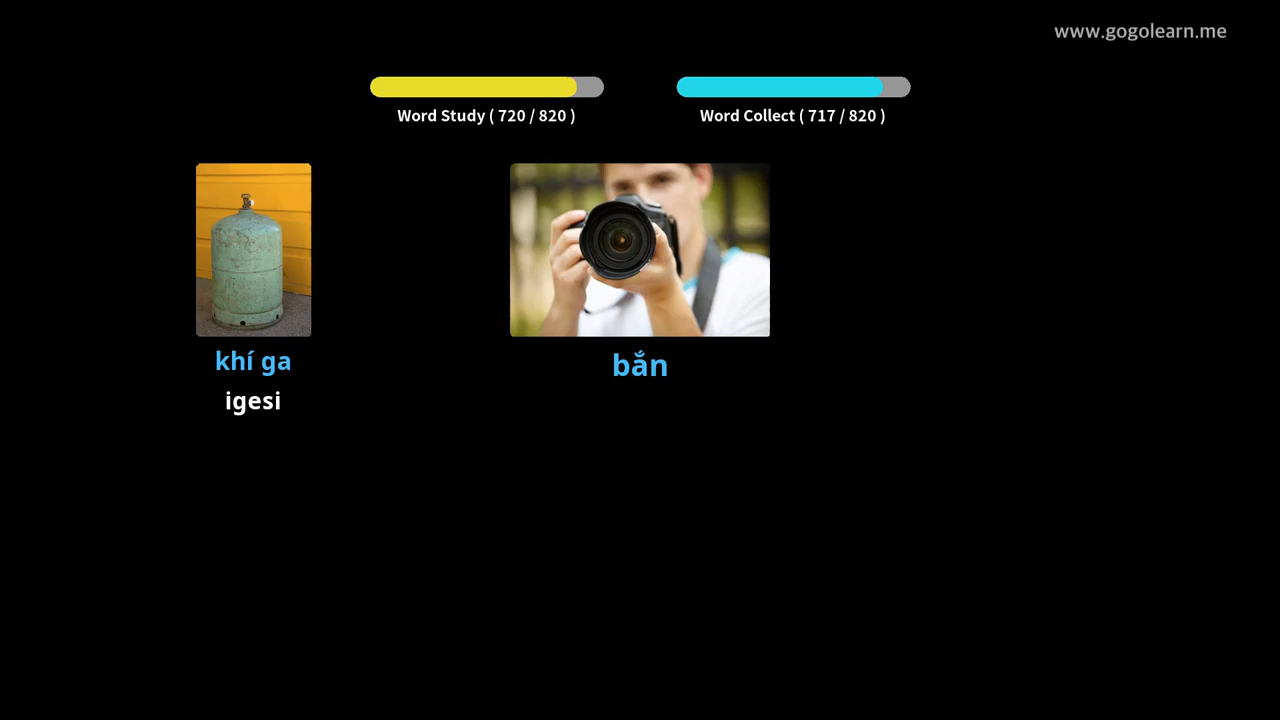 www.gogolearn.me
Word Study ( 720 / 820 )
Word Collect ( 717 / 820 )
khí ga
igesi
bắn